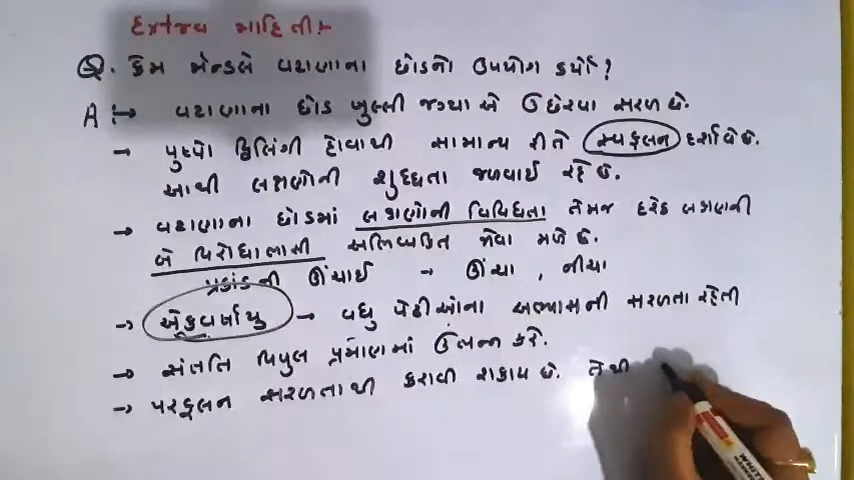 દત્તજય માહિતી:-
Q. કેમ મેન્ડલે વટાણાના છોડનો ઉપયોગ કર્યો?
A :→ વટાણાના છોડ ખુલ્લી જગ્યા એ ઉછેરવા સરળ છે.
→ પુષ્પો દ્વિલિંગી હોવાથી સામાન્ય રીતે સ્વફલન દર્શાવે છે.
આથી લક્ષણોની શુદ્ધતા જળવાઈ રહે છે.
→ વટાણાના છોડમાં લક્ષણોની વિવિધતા તેમજ દરેક લક્ષણની
બે વિરોધાભાસી અભિવ્યક્તિ જોવા મળે છે.
પ્રકાંડની ઊંચાઈ → ઊંચા , નીચા
→ એકવર્ષાયુ → વધુ પેઢીઓના અભ્યાસની સરળતા રહેતી
→ સંતતિ વિપુલ પ્રમાણમાં ઉત્પન્ન કરે.
→ પરફલન સરળતાથી કરાવી શકાય છે. તેથી